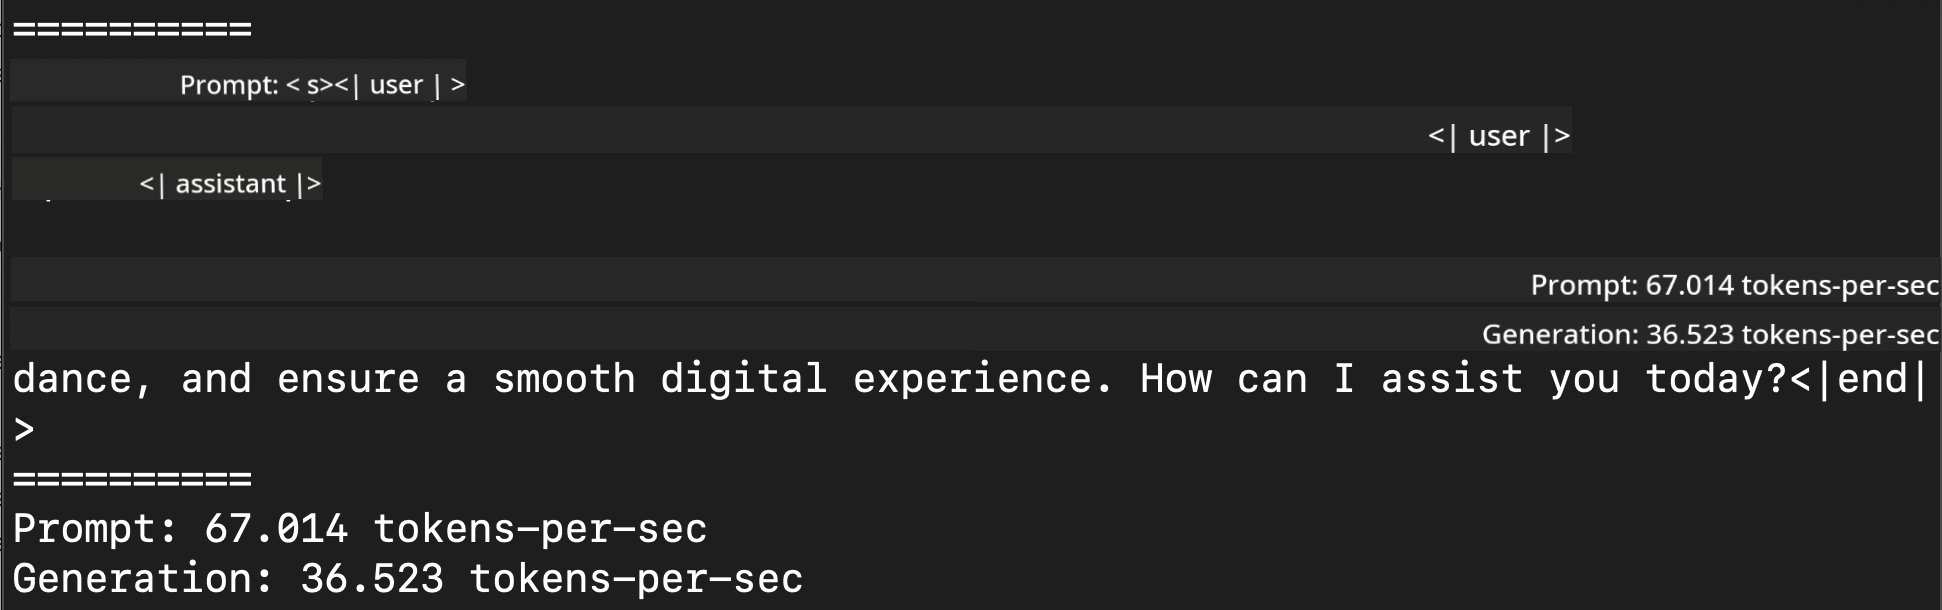 ==========
Prompt: < s><| user | >
<| user |>
<| assistant |>
Prompt: 67.014 tokens-per-sec
Generation: 36.523 tokens-per-sec
dance, and ensure a smooth digital experience. How can I assist you today?<|end|
>
==========
Prompt: 67.014 tokens-per-sec
Generation: 36.523 tokens-per-sec